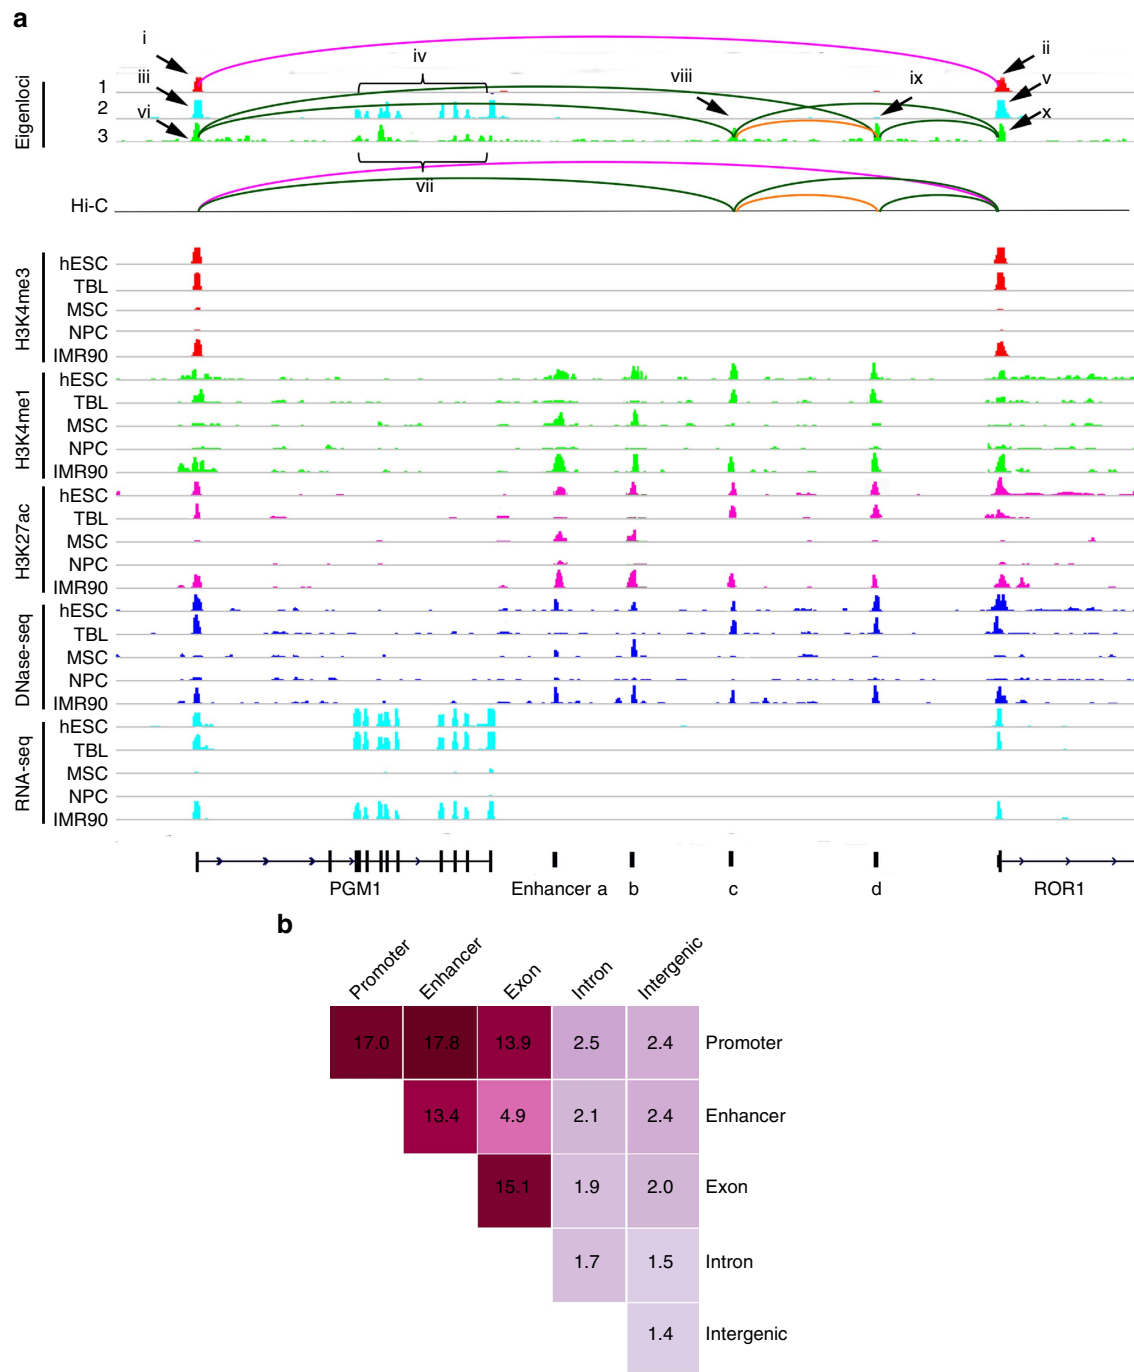 a
i
ii
iii
iv
v
vi
viii
ix
x
Eigenloci
1
2
3
vii
Hi-C
H3K4me3
hESC
TBL
MSC
NPC
IMR90
H3K4me1
hESC
TBL
MSC
NPC
IMR90
H3K27ac
hESC
TBL
MSC
NPC
IMR90
DNase-seq
hESC
TBL
MSC
NPC
IMR90
RNA-seq
hESC
TBL
MSC
NPC
IMR90
PGM1 Enhancer a b c d ROR1
b
Promoter Enhancer Exon Intron Intergenic
17.0 17.8 13.9 2.5 2.4 Promoter
13.4 4.9 2.1 2.4 Enhancer
15.1 1.9 2.0 Exon
1.7 1.5 Intron
1.4 Intergenic